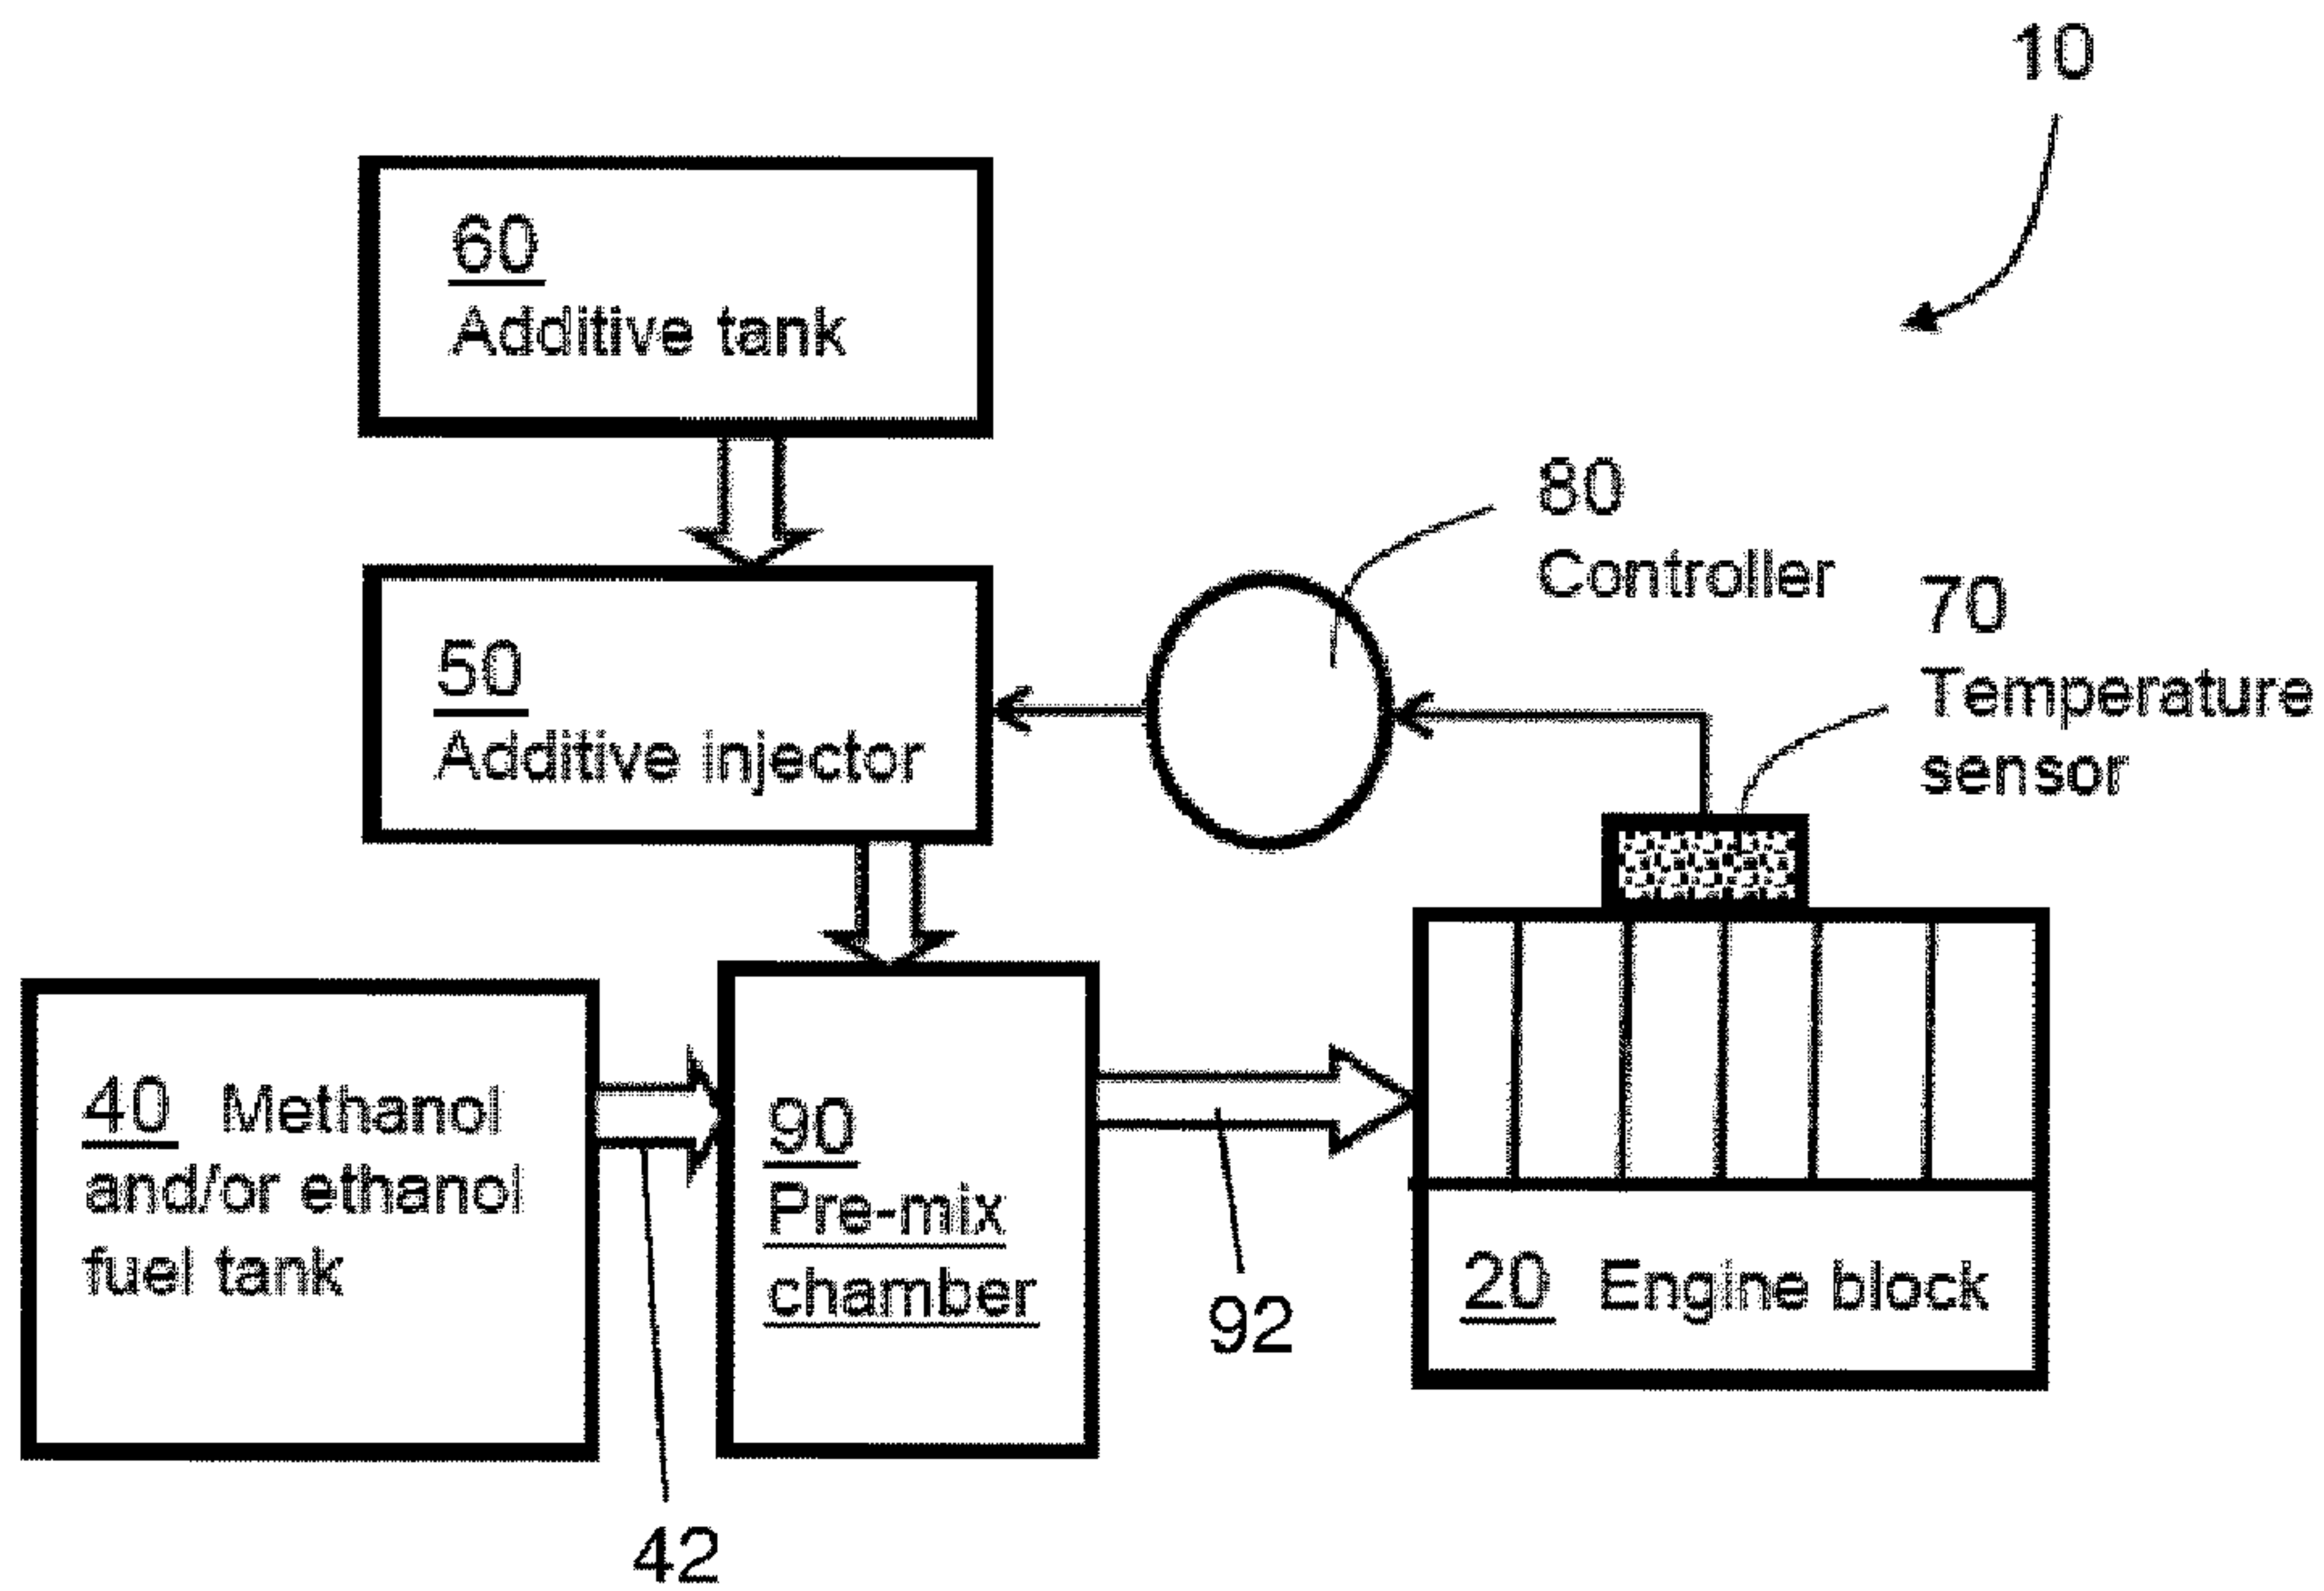 10
60
Additive tank
80
Controller
70
Temperature
sensor
50
Additive injector
40 Methanol
and/or ethanol
fuel tank
90
Pre-mix
chamber
92
20 Engine block
42